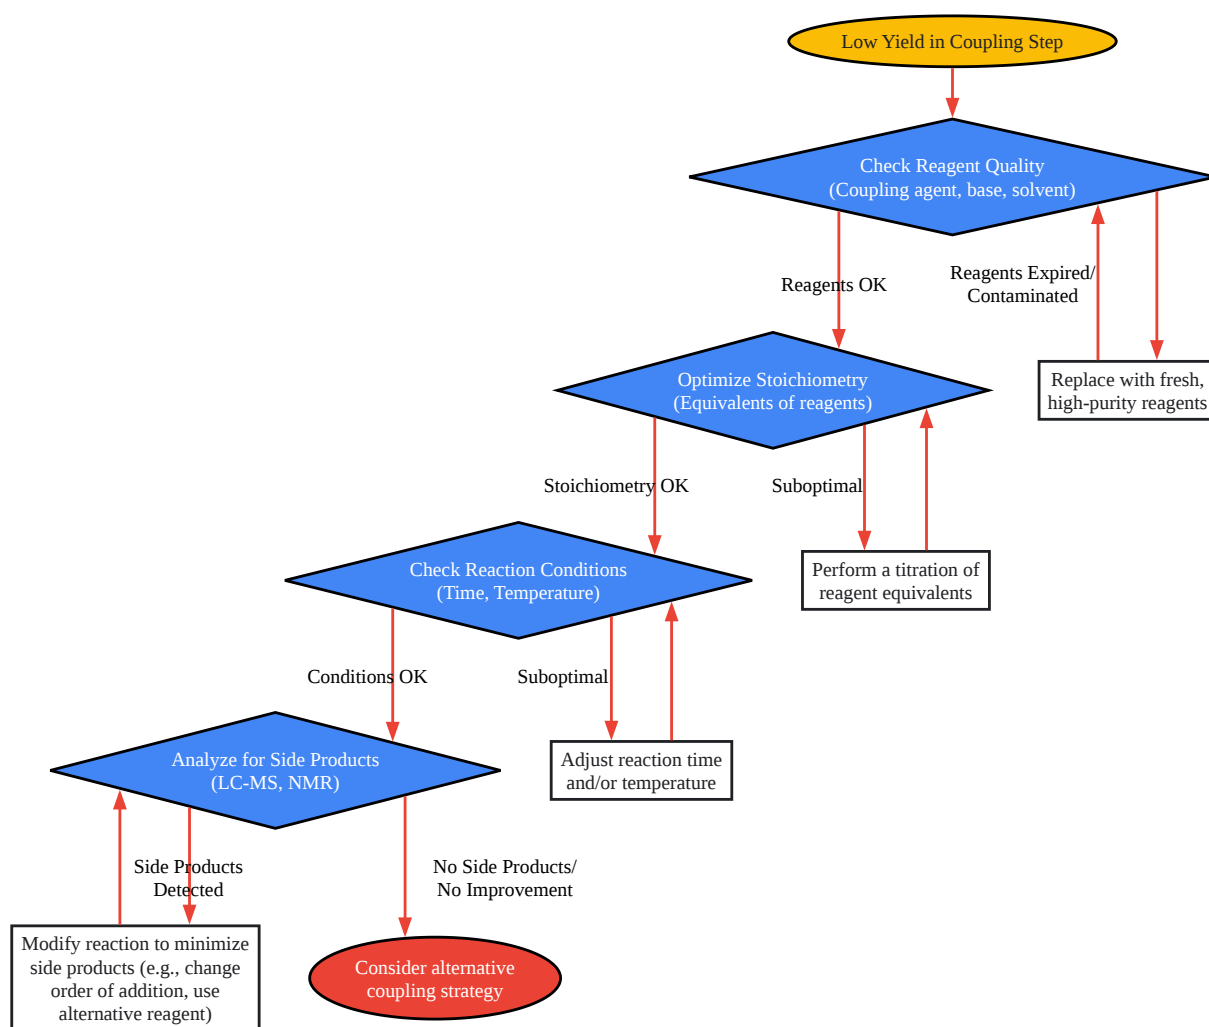 Low Yield in Coupling Step
Check Reagent Quality
(Coupling agent, base, solvent)
Reagents OK
Reagents Expired/
Contaminated
Optimize Stoichiometry
(Equivalents of reagents)
Replace with fresh,
high-purity reagents
Stoichiometry OK
Suboptimal
Check Reaction Conditions
(Time, Temperature)
Perform a titration of
reagent equivalents
Conditions OK
Suboptimal
Analyze for Side Products
(LC-MS, NMR)
Adjust reaction time
and/or temperature
Side Products
Detected
No Side Products/
No Improvement
Modify reaction to minimize
side products (e.g., change
order of addition, use
alternative reagent)
Consider alternative
coupling strategy